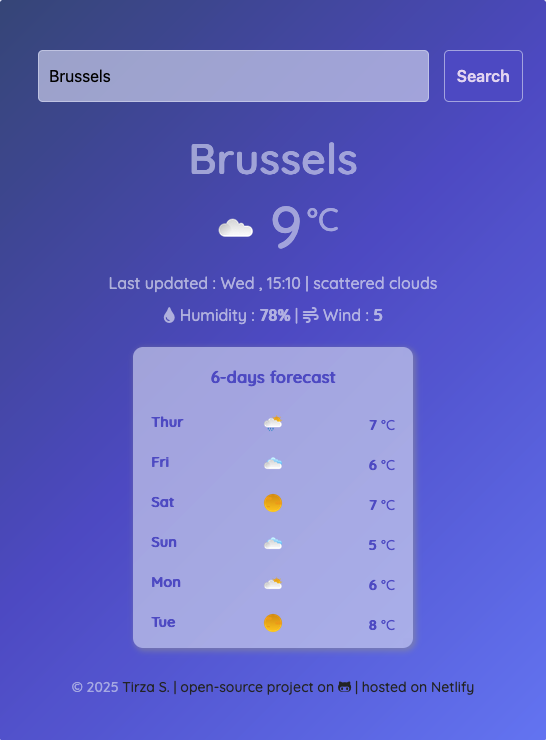 Brussels Search
Brussels
9 °C
Last updated : Wed , 15:10 | scattered clouds
Humidity : 78% | Wind : 5
6-days forecast
Thur 7 °C
Fri 6 °C
Sat 7 °C
Sun 5 °C
Mon 6 °C
Tue 8 °C
© 2025 Tirza S. | open-source project on | hosted on Netlify